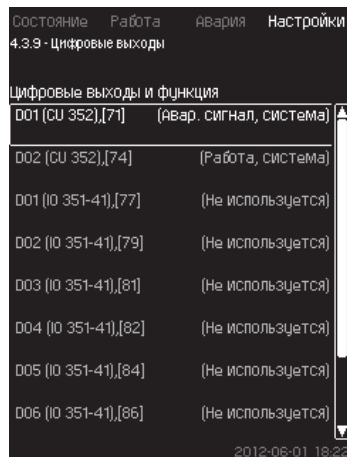 Состояние Работа Авария Настройки
4.3.9 - Цифровые выходы
Цифровые выходы и функция
DO1 (CU 352),[71] (Авар. сигнал, система)
DO2 (CU 352),[74] (Работа, система)
DO1 (IO 351-41),[77] (Не используется)
DO2 (IO 351-41),[79] (Не используется)
DO3 (IO 351-41),[81] (Не используется)
DO4 (IO 351-41),[82] (Не используется)
DO5 (IO 351-41),[84] (Не используется)
DO6 (IO 351-41),[86] (Не используется)
2012-06-01 18:22